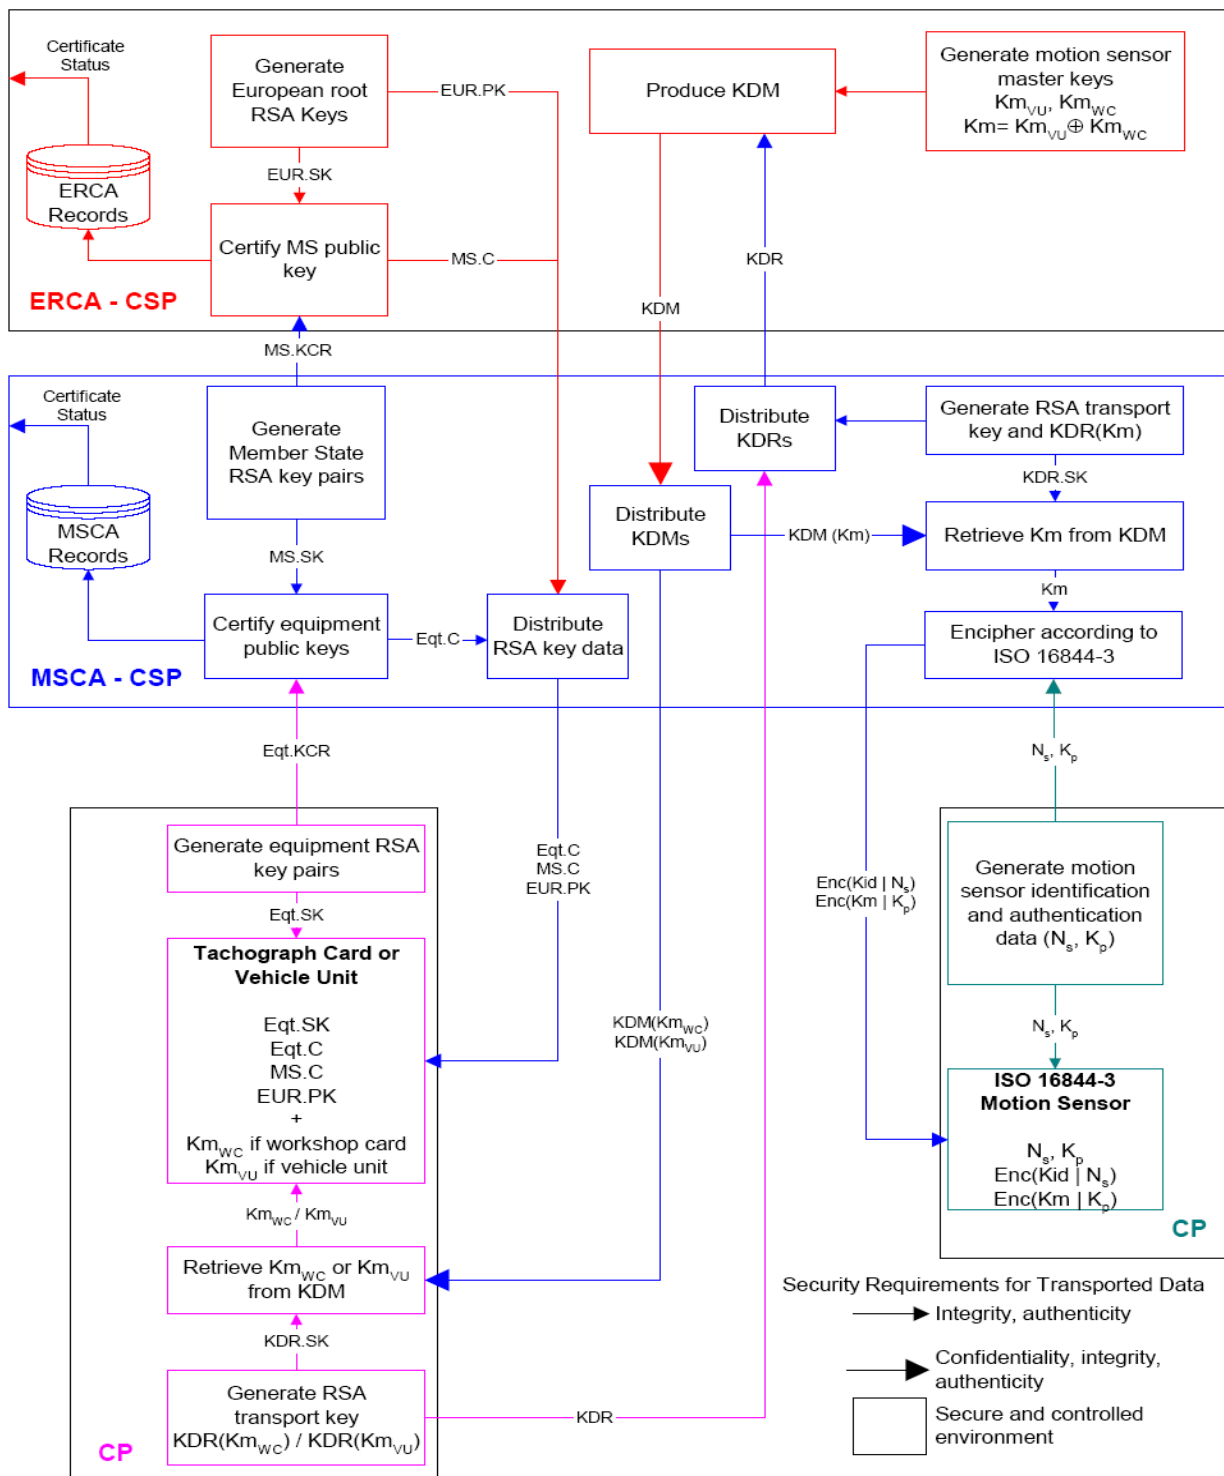 Certificate
Status
Generate
European root
RSA Keys
EUR.PK
Produce KDM
Generate motion sensor
master keys
Km_VU, Km_WC
Km= Km_VU ⊕ Km_WC
EUR.SK
ERCA
Records
Certify MS public
key
MS.C
KDR
KDM
ERCA - CSP
MS.KCR
Certificate
Status
Generate
Member State
RSA key pairs
Distribute
KDRs
Generate RSA transport
key and KDR(Km)
KDR.SK
MSCA
Records
Distribute
KDMs
KDM (Km)
Retrieve Km from KDM
MS.SK
Km
Certify equipment
public keys
Eqt.C
Distribute
RSA key data
Encipher according to
ISO 16844-3
MSCA - CSP
Eqt.KCR
N_s, K_p
Generate equipment RSA
key pairs
Eqt.C
MS.C
EUR.PK
Enc(Kid | N_s)
Enc(Km | K_p)
Generate motion
sensor identification
and authentication
data (N_s, K_p)
Eqt.SK
Tachograph Card or
Vehicle Unit
Eqt.SK
Eqt.C
MS.C
EUR.PK
+
Km_WC if workshop card
Km_VU if vehicle unit
KDM(Km_WC)
KDM(Km_VU)
N_s, K_p
ISO 16844-3
Motion Sensor
N_s, K_p
Enc(Kid | N_s)
Enc(Km | K_p)
CP
Km_WC / Km_VU
Retrieve Km_WC or Km_VU
from KDM
KDR.SK
Generate RSA
transport key
KDR(Km_WC) / KDR(Km_VU)
KDR
CP
Security Requirements for Transported Data
Integrity, authenticity
Confidentiality, integrity,
authenticity
Secure and controlled
environment